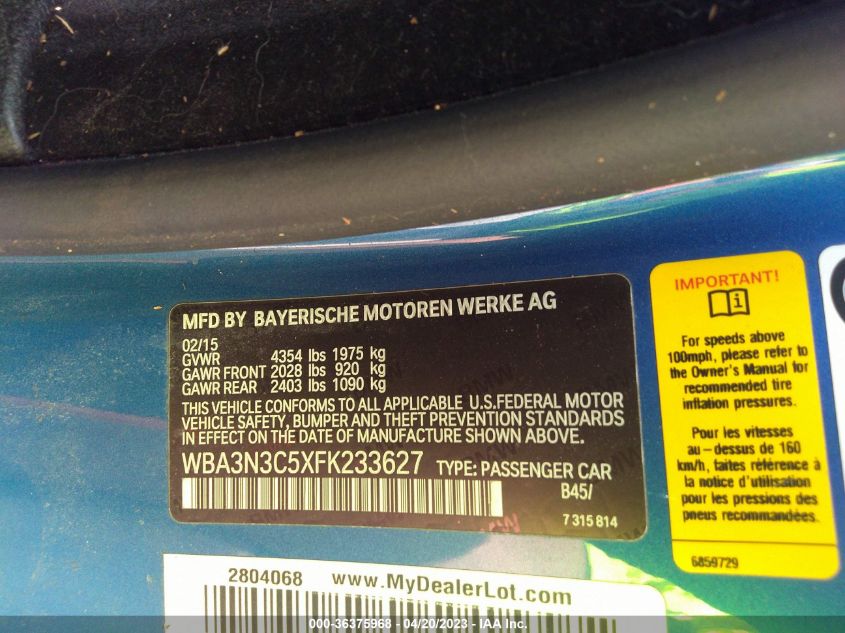 MFD BY BAYERISCHE MOTOREN WERKE AG
02/15
GVWR 4354 lbs 1975 kg
GAWR FRONT 2028 lbs 920 kg
GAWR REAR 2403 lbs 1090 kg
THIS VEHICLE CONFORMS TO ALL APPLICABLE U.S.FEDERAL MOTOR
VEHICLE SAFETY, BUMPER AND THEFT PREVENTION STANDARDS
IN EFFECT ON THE DATE OF MANUFACTURE SHOWN ABOVE.
WBA3N3C5XFK233627 TYPE: PASSENGER CAR
B45/
7 315 814
IMPORTANT!
For speeds above
100mph, please refer to
the Owner's Manual for
recommended tire
inflation pressures.
Pour les vitesses
au-dessus de 160
km/h, faites référence à
la notice d'utilisation
pour les pressions des
pneus recommandées.
6859729
2804068 www.MyDealerLot.com
000-36375968 - 04/20/2023 - IAA Inc.